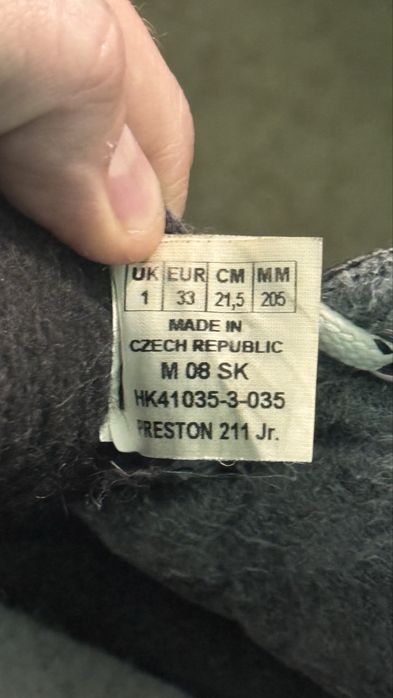 UK EUR CM MM
1 33 21,5 205
MADE IN
CZECH REPUBLIC
M 08 SK
HK41035-3-035
PRESTON 211 Jr.